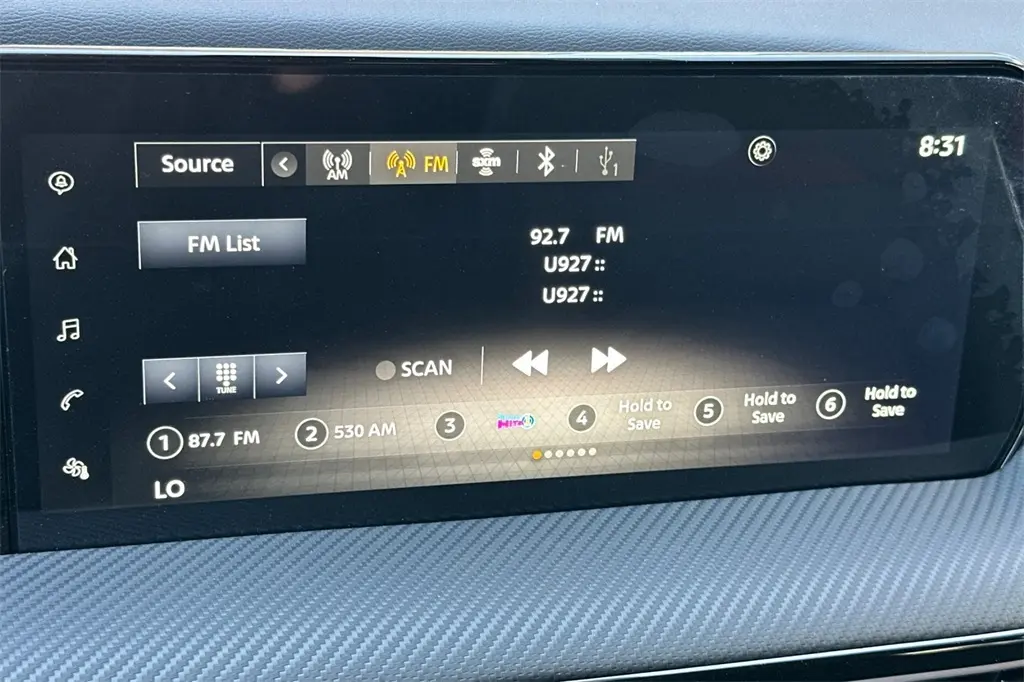 Source
AM
FM
sxm
1
8:31
FM List
92.7 FM
U927 ::
U927 ::
TUNE
SCAN
1 87.7 FM
2 530 AM
3
4 Hold to Save
5 Hold to Save
6 Hold to Save
LO